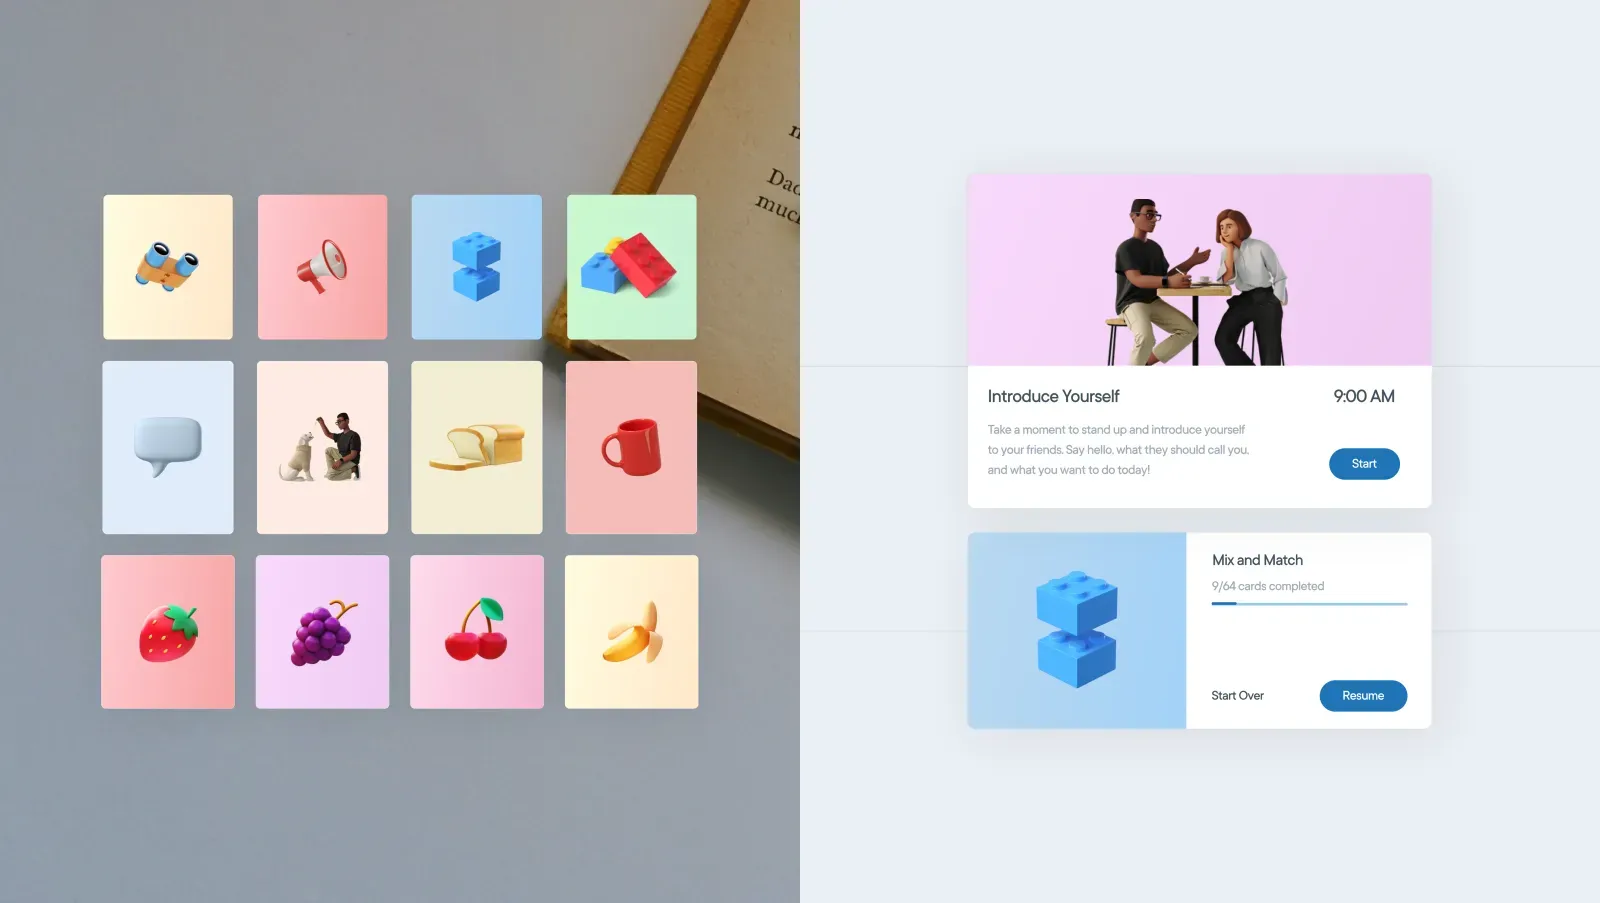 Introduce Yourself
9:00 AM
Take a moment to stand up and introduce yourself
to your friends. Say hello, what they should call you,
and what you want to do today!
Start
Mix and Match
9/64 cards completed
Start Over
Resume